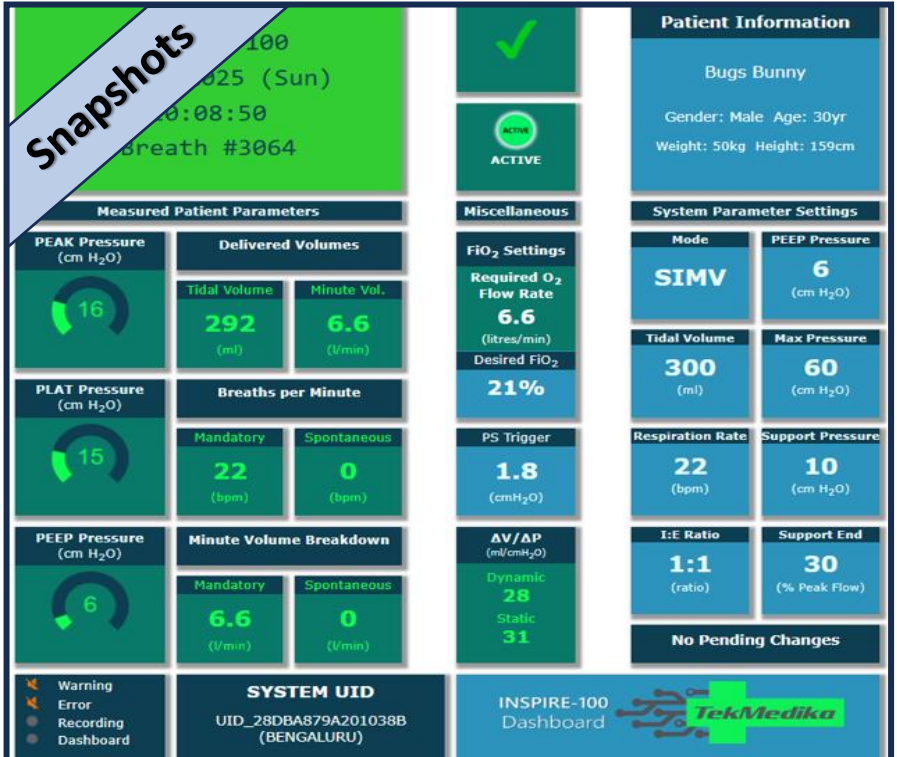 Snapshots
100
025 (Sun)
0:08:50
Breath #3064
ACTIVE
ACTIVE
Patient Information
Bugs Bunny
Gender: Male Age: 30yr
Weight: 50kg Height: 159cm
Measured Patient Parameters
PEAK Pressure
(cm H₂O)
16
Delivered Volumes
Tidal Volume
292
(ml)
Minute Vol.
6.6
(l/min)
PLAT Pressure
(cm H₂O)
15
Breaths per Minute
Mandatory
22
(bpm)
Spontaneous
0
(bpm)
PEEP Pressure
(cm H₂O)
6
Minute Volume Breakdown
Mandatory
6.6
(l/min)
Spontaneous
0
(l/min)
Miscellaneous
FiO₂ Settings
Required O₂
Flow Rate
6.6
(litres/min)
Desired FiO₂
21%
PS Trigger
1.8
(cmH₂O)
ΔV/ΔP
(ml/cmH₂O)
Dynamic
28
Static
31
System Parameter Settings
Mode
SIMV
PEEP Pressure
6
(cm H₂O)
Tidal Volume
300
(ml)
Max Pressure
60
(cm H₂O)
Respiration Rate
22
(bpm)
Support Pressure
10
(cm H₂O)
I:E Ratio
1:1
(ratio)
Support End
30
(% Peak Flow)
No Pending Changes
Warning
Error
Recording
Dashboard
SYSTEM UID
UID_28DBA879A201038B
(BENGALURU)
INSPIRE-100
Dashboard
TekMedika